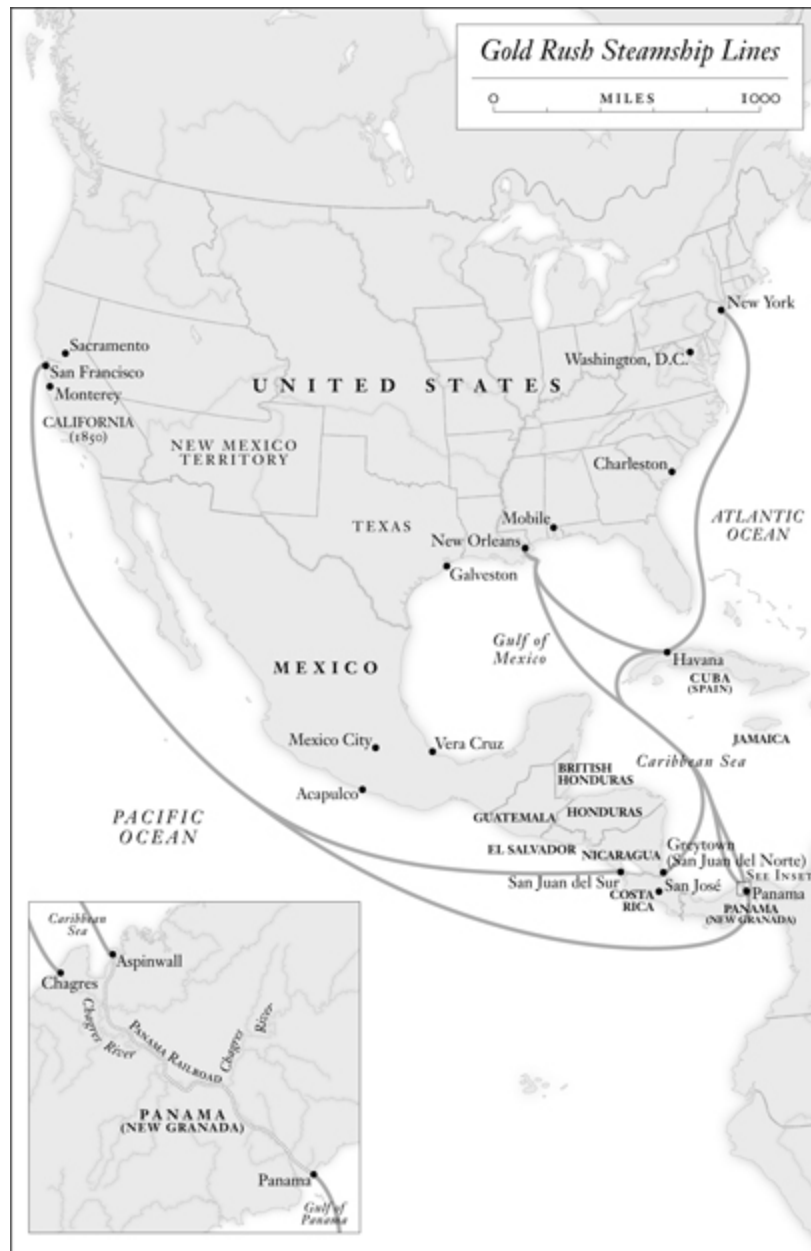 Gold Rush Steamship Lines
0 MILES 1000
New York
Sacramento
San Francisco
Monterey
Washington, D.C.
UNITED STATES
CALIFORNIA
(1850)
NEW MEXICO
TERRITORY
Charleston
TEXAS
Mobile
New Orleans
Galveston
ATLANTIC
OCEAN
Gulf of
Mexico
MEXICO
Havana
CUBA
(SPAIN)
JAMAICA
Mexico City
Vera Cruz
Caribbean Sea
BRITISH
HONDURAS
Acapulco
PACIFIC
OCEAN
GUATEMALA
HONDURAS
EL SALVADOR
NICARAGUA
Greytown
(San Juan del Norte)
SEE INSET
San Juan del Sur
San José
COSTA
RICA
Panama
PANAMA
(NEW GRANADA)
Caribbean
Sea
Aspinwall
Chagres
Chagres River
PANAMA RAILROAD
Chagres River
PANAMA
(NEW GRANADA)
Panama
Gulf of
Panama